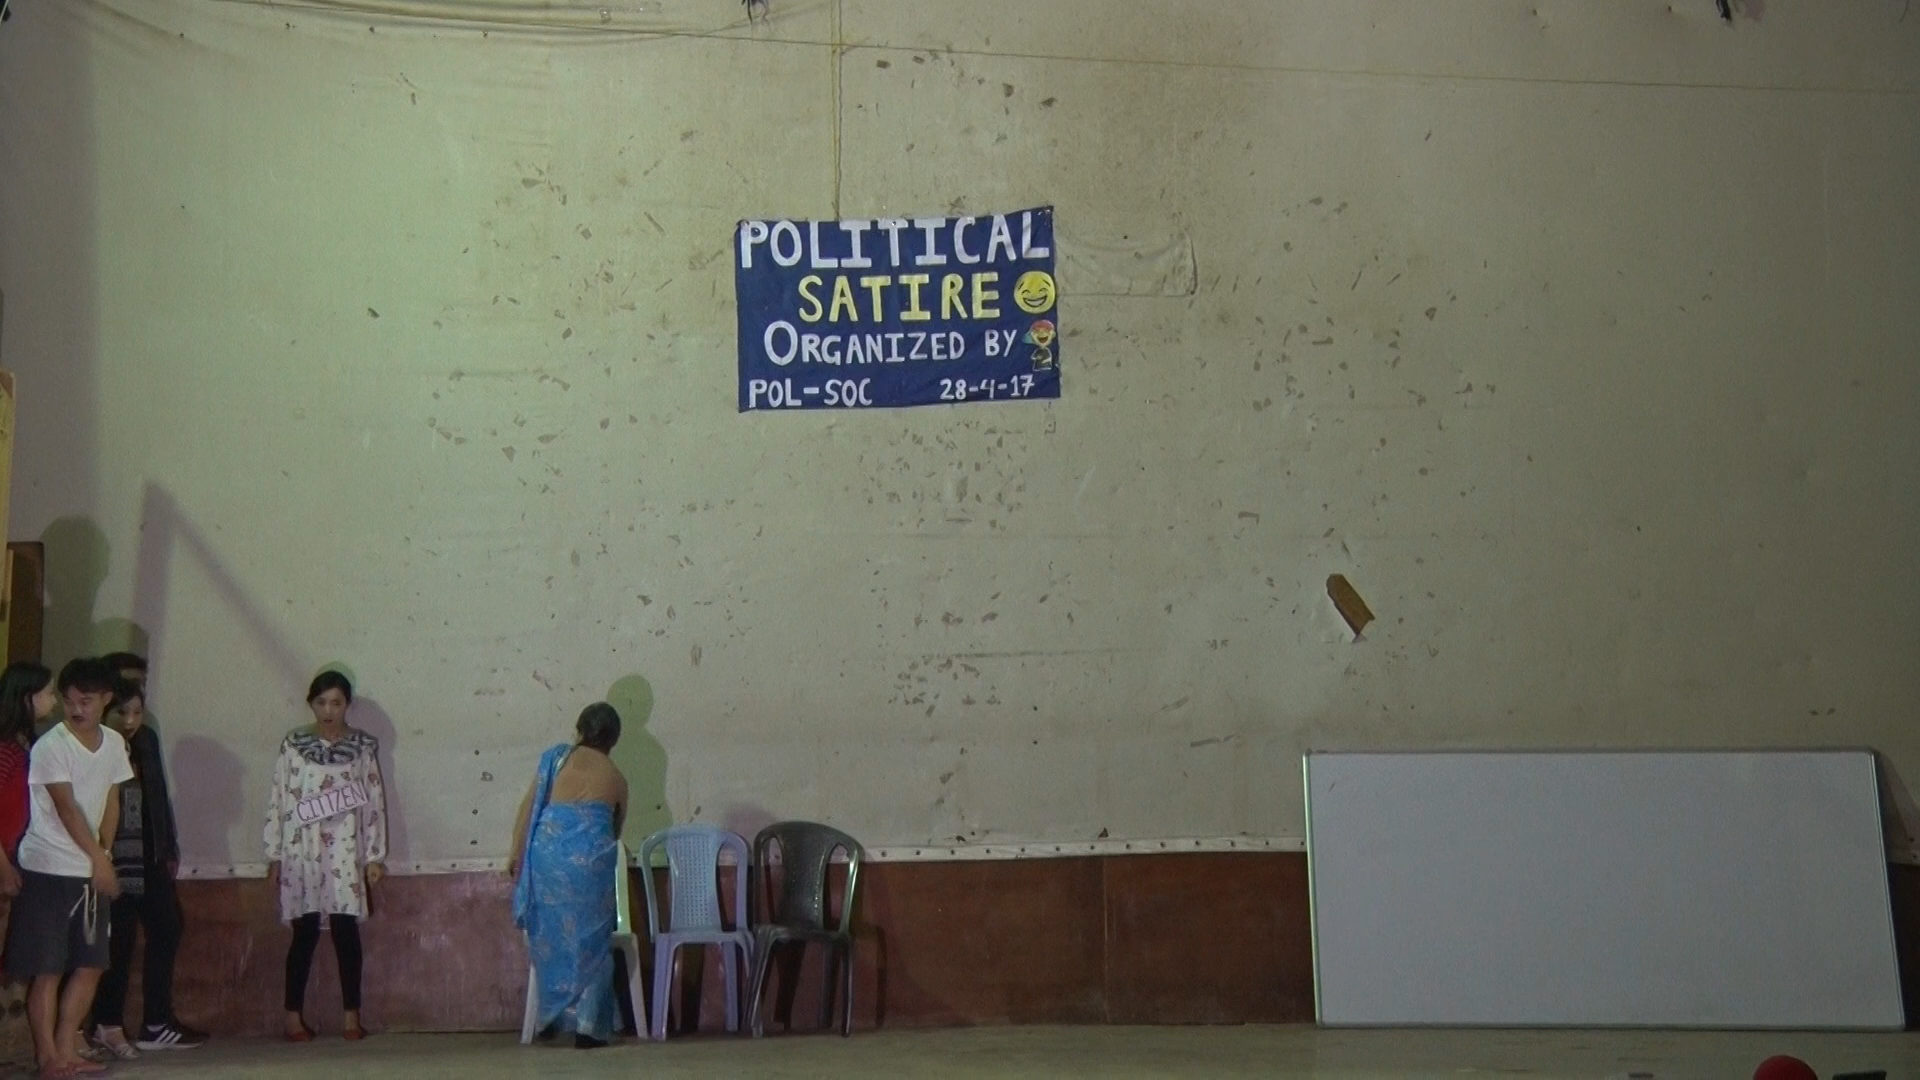 POLITICAL
SATIRE
ORGANIZED BY
POL-SOC 28-4-17
CITIZEN